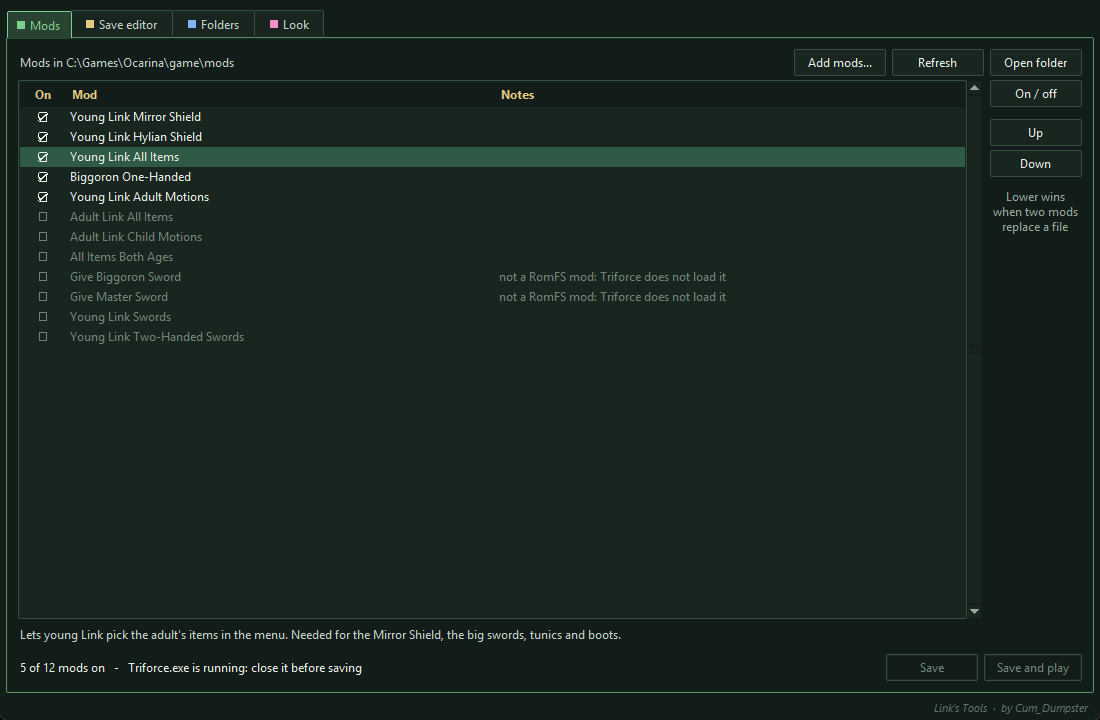 Mods Save editor Folders Look
Mods in C:\Games\Ocarina\game\mods Add mods... Refresh Open folder
On Mod Notes On / off
Young Link Mirror Shield
Young Link Hylian Shield Up
Young Link All Items Down
Biggoron One-Handed
Young Link Adult Motions Lower wins
Adult Link All Items when two mods
Adult Link Child Motions replace a file
All Items Both Ages
Give Biggoron Sword not a RomFS mod: Triforce does not load it
Give Master Sword not a RomFS mod: Triforce does not load it
Young Link Swords
Young Link Two-Handed Swords
Lets young Link pick the adult's items in the menu. Needed for the Mirror Shield, the big swords, tunics and boots.
5 of 12 mods on - Triforce.exe is running: close it before saving Save Save and play
Link's Tools · by Cum_Dumpster